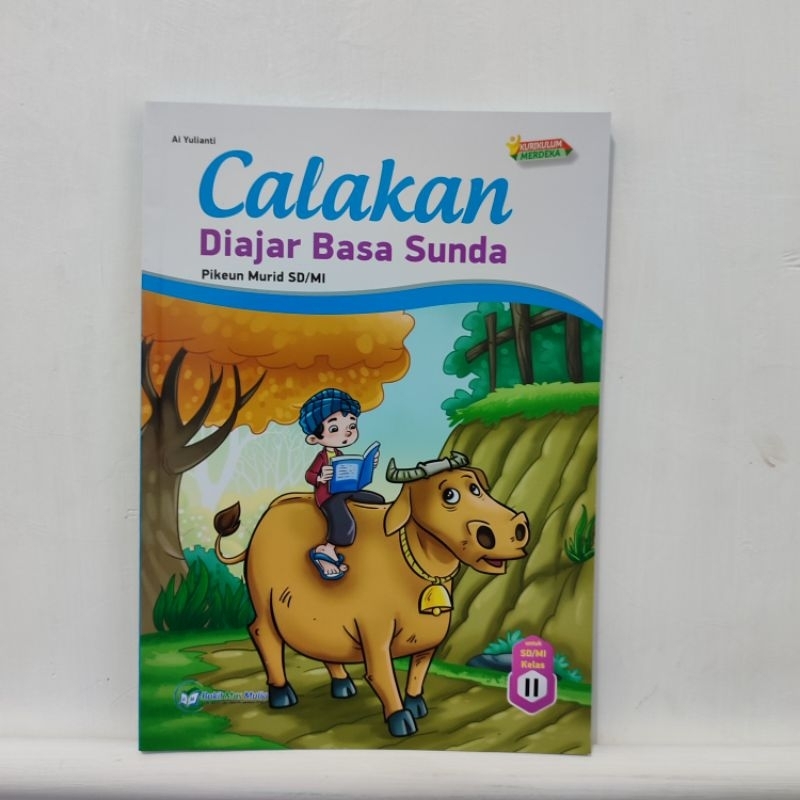 Ai Yulianti
KURIKULUM
MERDEKA
Calakan
Diajar Basa Sunda
Pikeun Murid SD/MI
untuk
SD/MI
Kelas
II